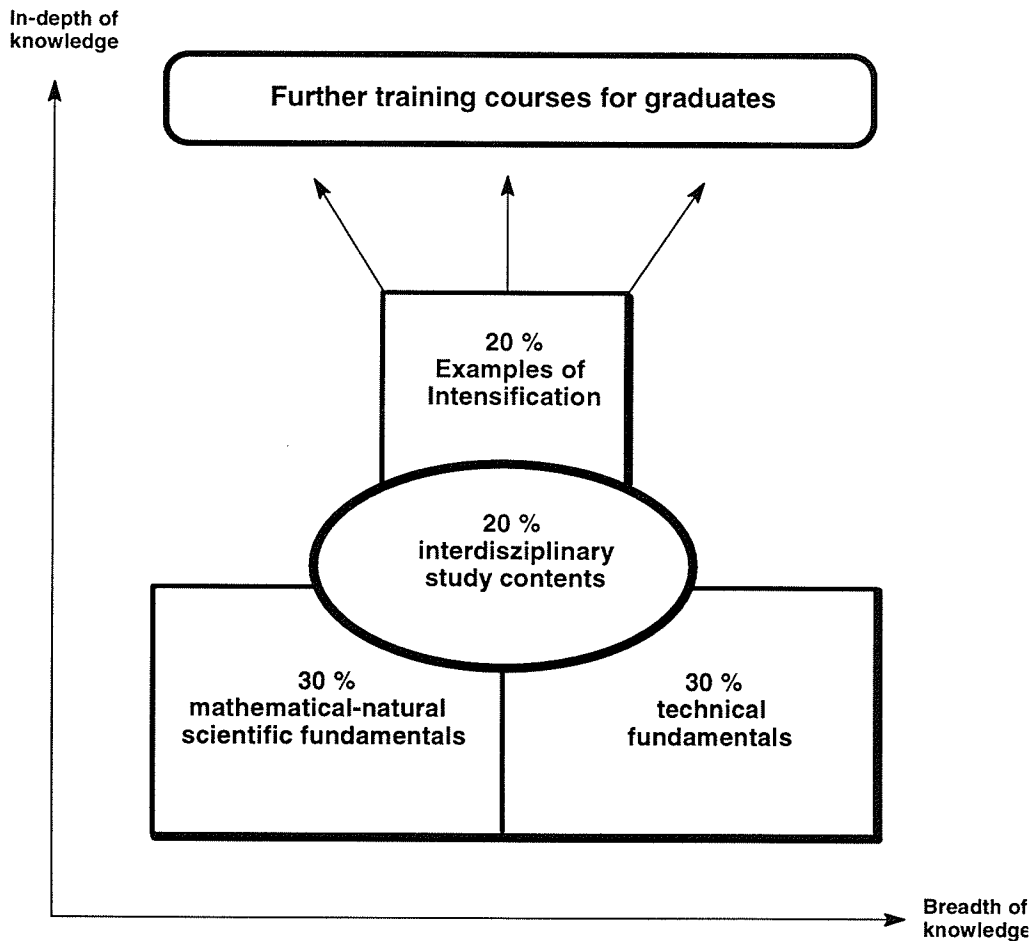 In-depth of
knowledge
Further training courses for graduates
20 %
Examples of
Intensification
20 %
interdisziplinary
study contents
30 %
mathematical-natural
scientific fundamentals
30 %
technical
fundamentals
Breadth of
knowledge